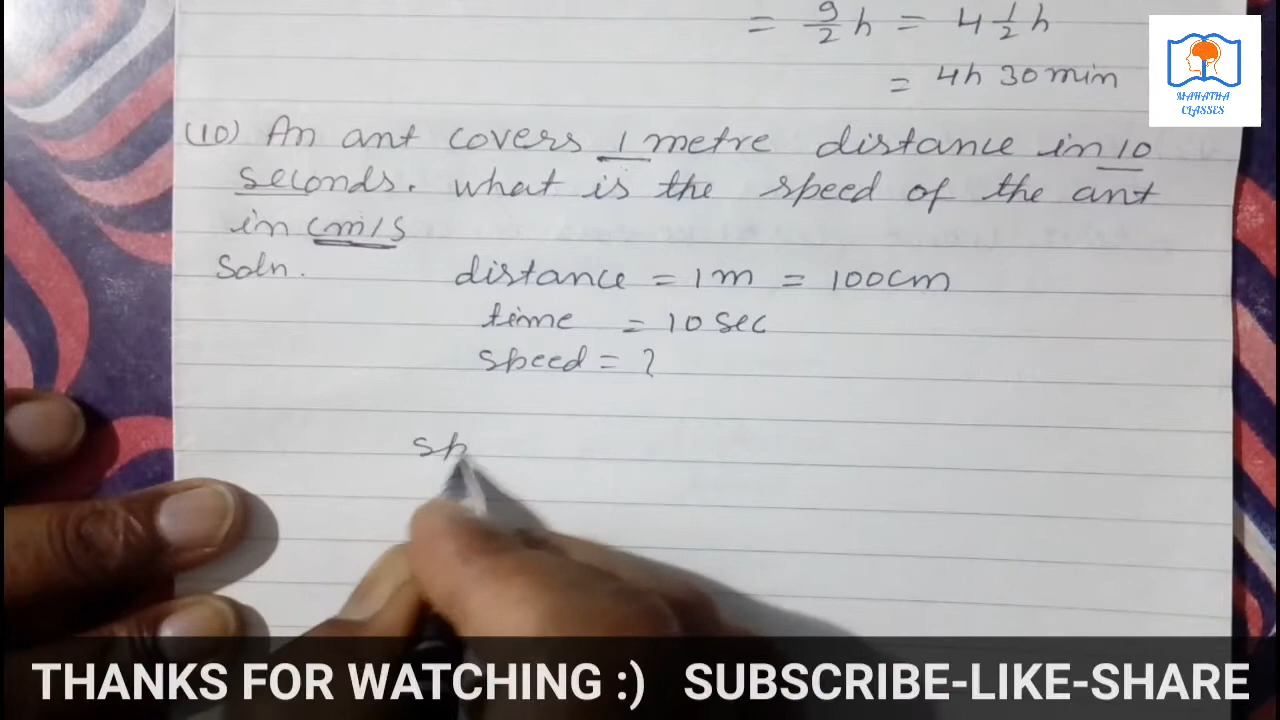 = 9/2 h = 4 1/2 h
= 4h 30 min
MAHATHA
CLASSES
(10) An ant covers 1 metre distance in 10
seconds. what is the speed of the ant
in cm/s
Soln. distance = 1m = 100cm
time = 10 sec
speed = ?
sp
THANKS FOR WATCHING :) SUBSCRIBE-LIKE-SHARE